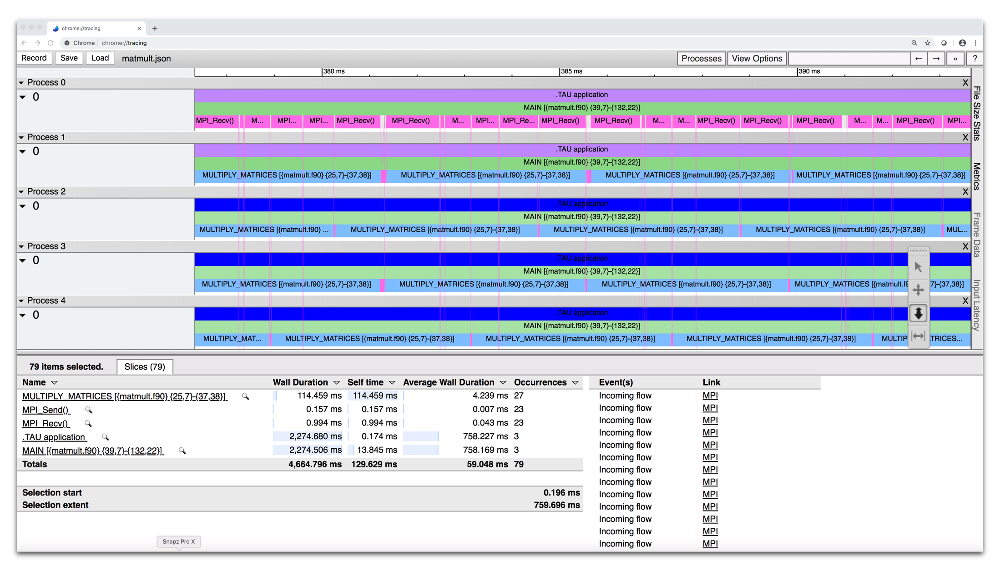 chrome://tracing
Chrome | chrome://tracing
Record Save Load matmult.json Processes View Options ?
380 ms 385 ms 390 ms
Process 0 X
0
.TAU application
MAIN [{matmult.f90} {39,7}-{132,22}]
MPI_Recv() M... MPI... MPI... MPI_Recv() MPI_Recv() M... MPI... MPI_Re... MPI_Recv() MPI_Recv() M... M... MPI_Recv() MPI_Recv() MPI_Recv() M... M... MPI_Recv() MPI...
Process 1 X
0
.TAU application
MAIN [{matmult.f90} {39,7}-{132,22}]
MULTIPLY_MATRICES [{matmult.f90} {25,7}-{37,38}] MULTIPLY_MATRICES [{matmult.f90} {25,7}-{37,38}] MULTIPLY_MATRICES [{matmult.f90} {25,7}-{37,38}] MULTIPLY_MATRICES [{matmult.f90} {25,7}-{37,38}]
Process 2 X
0
.TAU application
MAIN [{matmult.f90} {39,7}-{132,22}]
MULTIPLY_MATRICES [{matmult.f90} ... MULTIPLY_MATRICES [{matmult.f90} {25,7}-{37,38}] MULTIPLY_MATRICES [{matmult.f90} {25,7}-{37,38}] MULTIPLY_MATRICES [{matmult.f90} {25,7}-{37,38}] MUL...
Process 3 X
0
.TAU application
MAIN [{matmult.f90} {39,7}-{132,22}]
MULTIPLY_MATRICES [{matmult.f90} {25,7}-{37,38}] MULTIPLY_MATRICES [{matmult.f90} {25,7}-{37,38}] MULTIPLY_MATRICES [{matmult.f90} {25,7}-{37,38}] MULTIPLY_MATRICES [{matmult.f9 7}-{37,38}]
Process 4 X
0
.TAU application
MAIN [{matmult.f90} {39,7}-{132,22}]
MULTIPLY_MAT... MULTIPLY_MATRICES [{matmult.f90} {25,7}-{37,38}] MULTIPLY_MATRICES [{matmult.f90} {25,7}-{37,38}] MULTIPLY_MATRICES [{matmult.f90} {25,7}-{37,38}] MULTIP TRICES...
File Size Stats
Metrics
Frame Data
Input Latency
79 items selected. Slices (79)
Name Wall Duration Self time Average Wall Duration Occurrences
MULTIPLY_MATRICES [{matmult.f90} {25,7}-{37,38}] 114.459 ms 114.459 ms 4.239 ms 27
MPI_Send() 0.157 ms 0.157 ms 0.007 ms 23
MPI_Recv() 0.994 ms 0.994 ms 0.043 ms 23
.TAU application 2,274.680 ms 0.174 ms 758.227 ms 3
MAIN [{matmult.f90} {39,7}-{132,22}] 2,274.506 ms 13.845 ms 758.169 ms 3
Totals 4,664.796 ms 129.629 ms 59.048 ms 79
Selection start 0.196 ms
Selection extent 759.696 ms
Event(s) Link
Incoming flow MPI
Incoming flow MPI
Incoming flow MPI
Incoming flow MPI
Incoming flow MPI
Incoming flow MPI
Incoming flow MPI
Incoming flow MPI
Incoming flow MPI
Incoming flow MPI
Incoming flow MPI
Incoming flow MPI
Incoming flow MPI
Snapz Pro X